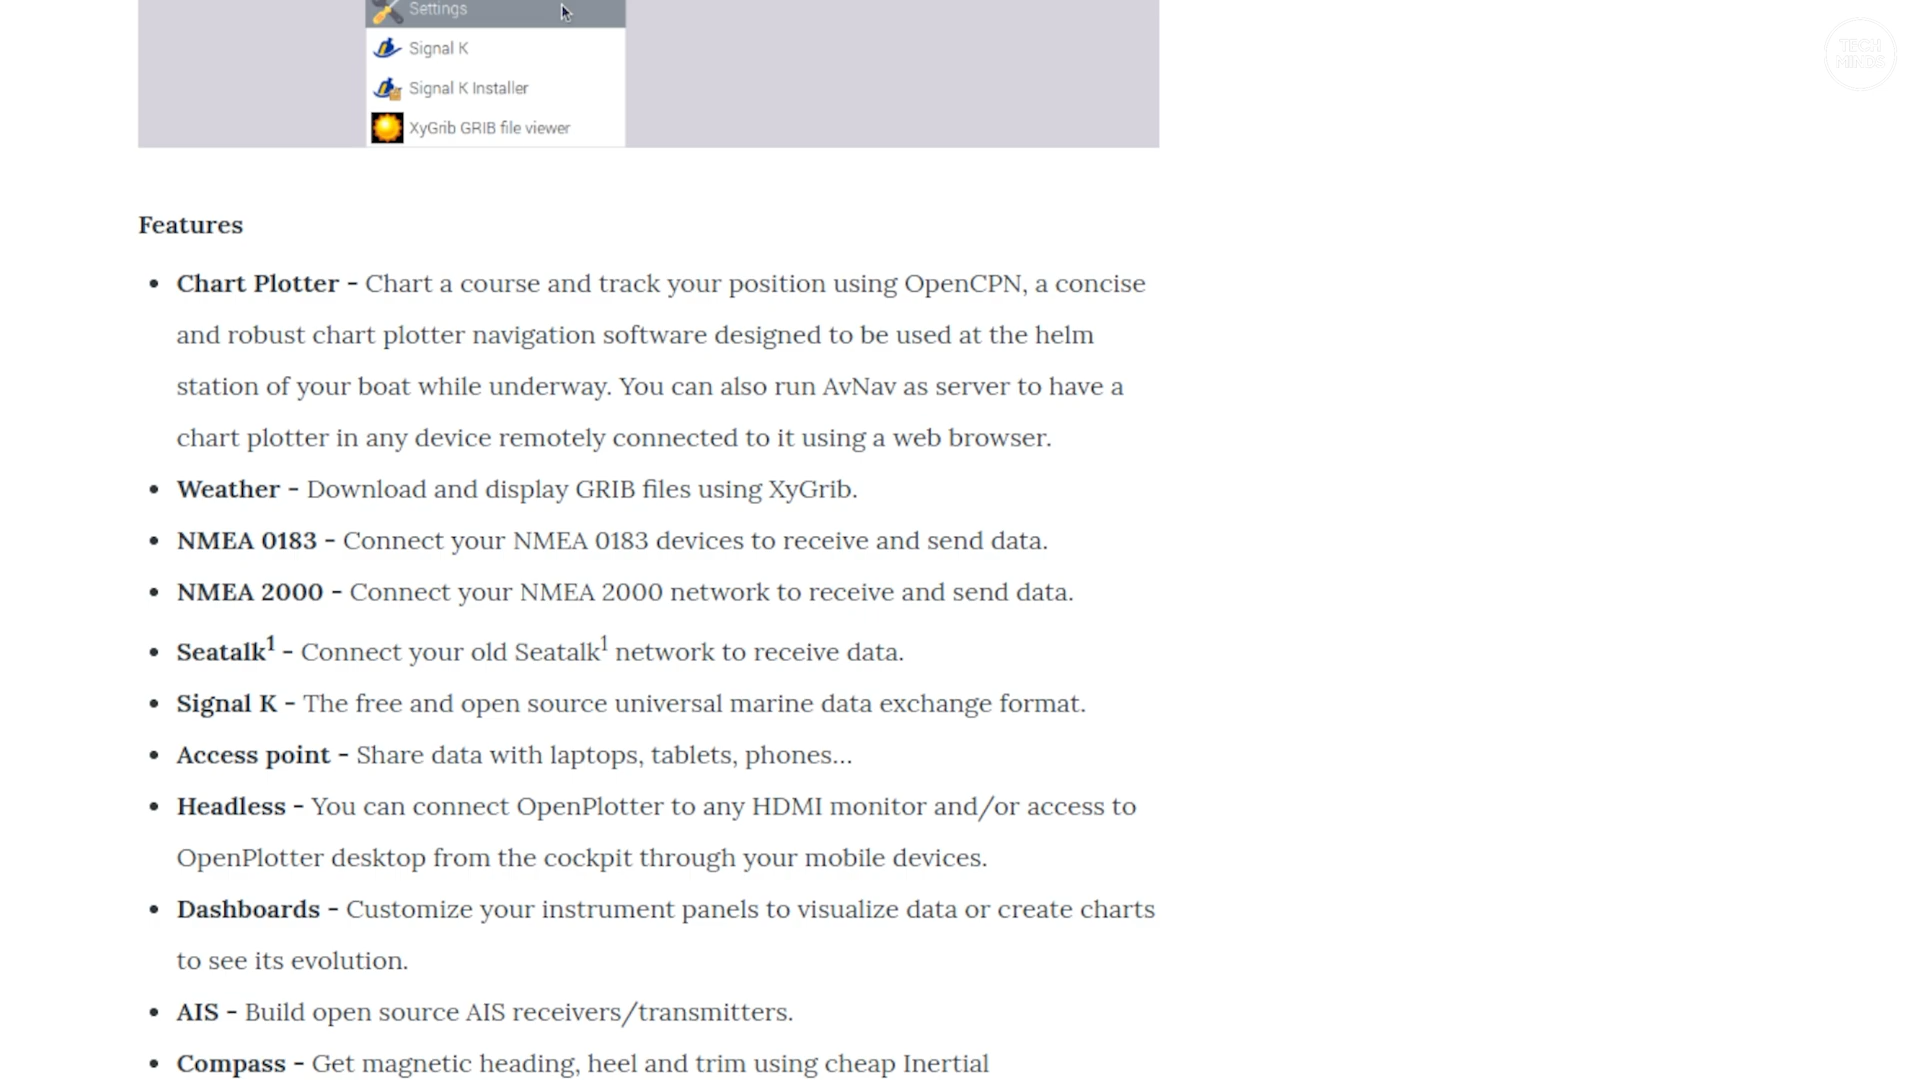 Settings
TECH
MINDS
Signal K
Signal K Installer
XyGrib GRIB file viewer
Features
• Chart Plotter - Chart a course and track your position using OpenCPN, a concise
and robust chart plotter navigation software designed to be used at the helm
station of your boat while underway. You can also run AvNav as server to have a
chart plotter in any device remotely connected to it using a web browser.
• Weather - Download and display GRIB files using XyGrib.
• NMEA 0183 - Connect your NMEA 0183 devices to receive and send data.
• NMEA 2000 - Connect your NMEA 2000 network to receive and send data.
• Seatalk¹ - Connect your old Seatalk¹ network to receive data.
• Signal K - The free and open source universal marine data exchange format.
• Access point - Share data with laptops, tablets, phones...
• Headless - You can connect OpenPlotter to any HDMI monitor and/or access to
OpenPlotter desktop from the cockpit through your mobile devices.
• Dashboards - Customize your instrument panels to visualize data or create charts
to see its evolution.
• AIS - Build open source AIS receivers/transmitters.
• Compass - Get magnetic heading, heel and trim using cheap Inertial